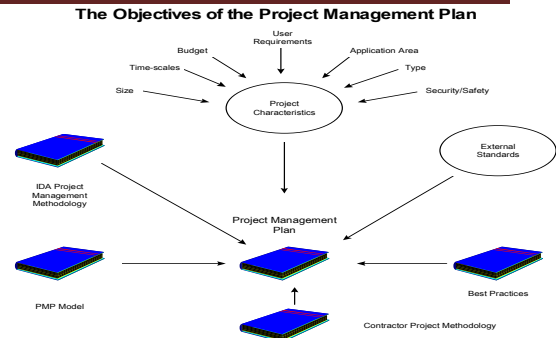 The Objectives of the Project Management Plan
User
Requirements
Budget
Application Area
Time-scales
Type
Size
Security/Safety
Project
Characteristics
External
Standards
IDA Project
Management
Methodology
Project Management
Plan
PMP Model
Best Practices
Contractor Project Methodology